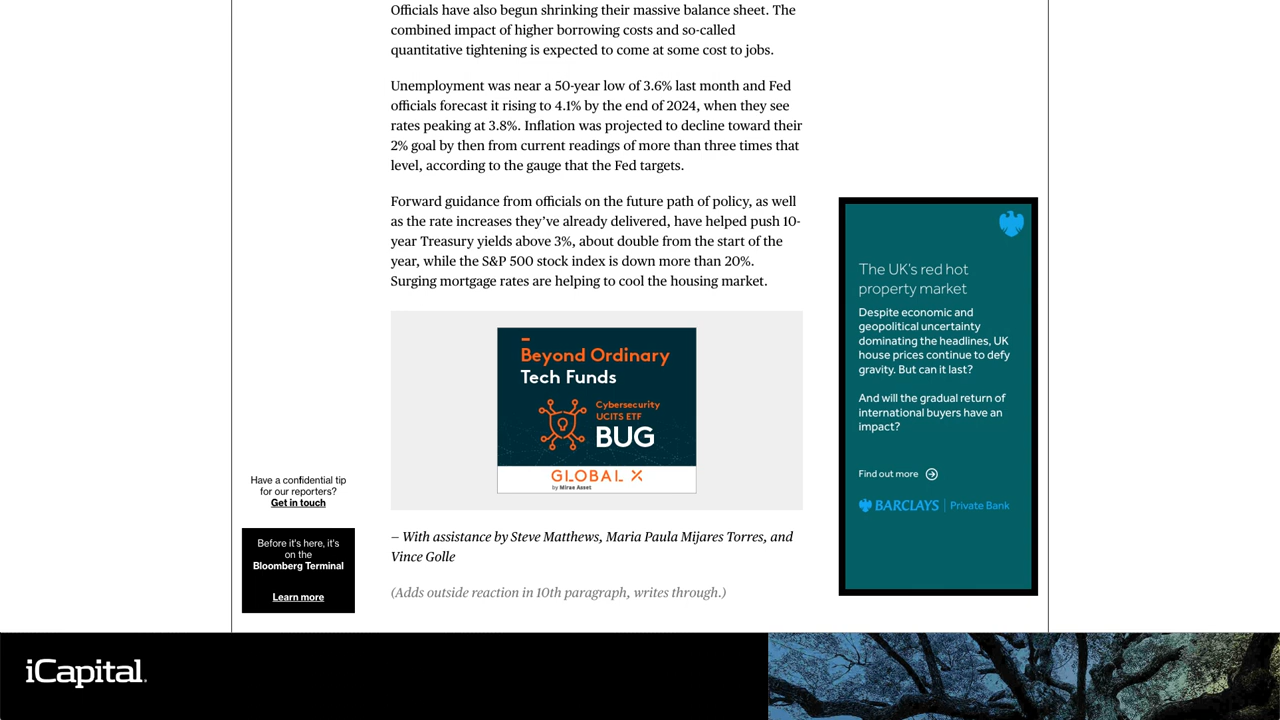 Officials have also begun shrinking their massive balance sheet. The
combined impact of higher borrowing costs and so-called
quantitative tightening is expected to come at some cost to jobs.
Unemployment was near a 50-year low of 3.6% last month and Fed
officials forecast it rising to 4.1% by the end of 2024, when they see
rates peaking at 3.8%. Inflation was projected to decline toward their
2% goal by then from current readings of more than three times that
level, according to the gauge that the Fed targets.
Forward guidance from officials on the future path of policy, as well
as the rate increases they've already delivered, have helped push 10-
year Treasury yields above 3%, about double from the start of the
year, while the S&P 500 stock index is down more than 20%.
Surging mortgage rates are helping to cool the housing market.
Beyond Ordinary
Tech Funds
Cybersecurity
UCITS ETF
BUG
GLOBAL X
by Mirae Asset
— With assistance by Steve Matthews, Maria Paula Mijares Torres, and
Vince Golle
(Adds outside reaction in 10th paragraph, writes through.)
Have a confidential tip
for our reporters?
Get in touch
Before it's here, it's
on the
Bloomberg Terminal
Learn more
The UK's red hot
property market
Despite economic and
geopolitical uncertainty
dominating the headlines, UK
house prices continue to defy
gravity. But can it last?
And will the gradual return of
international buyers have an
impact?
Find out more
BARCLAYS | Private Bank
iCapital.